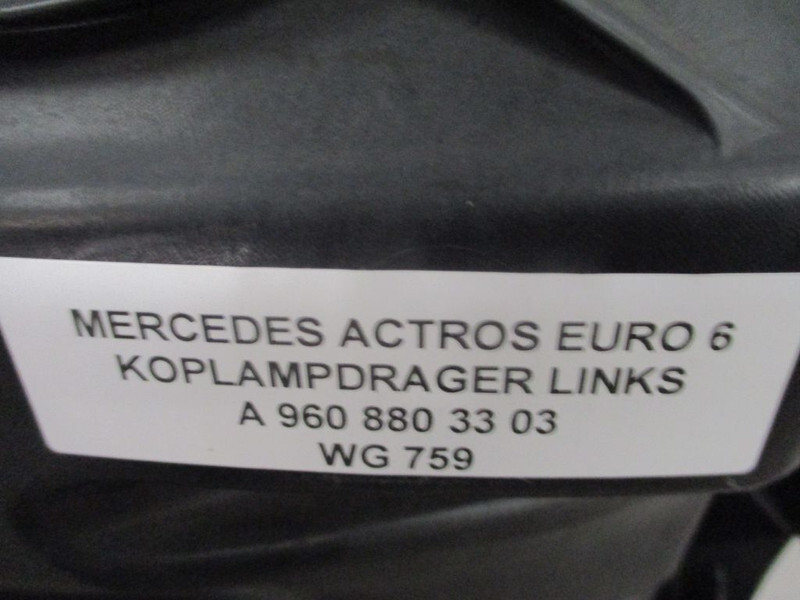 MERCEDES ACTROS EURO 6
KOPLAMPDRAGER LINKS
A 960 880 33 03
WG 759